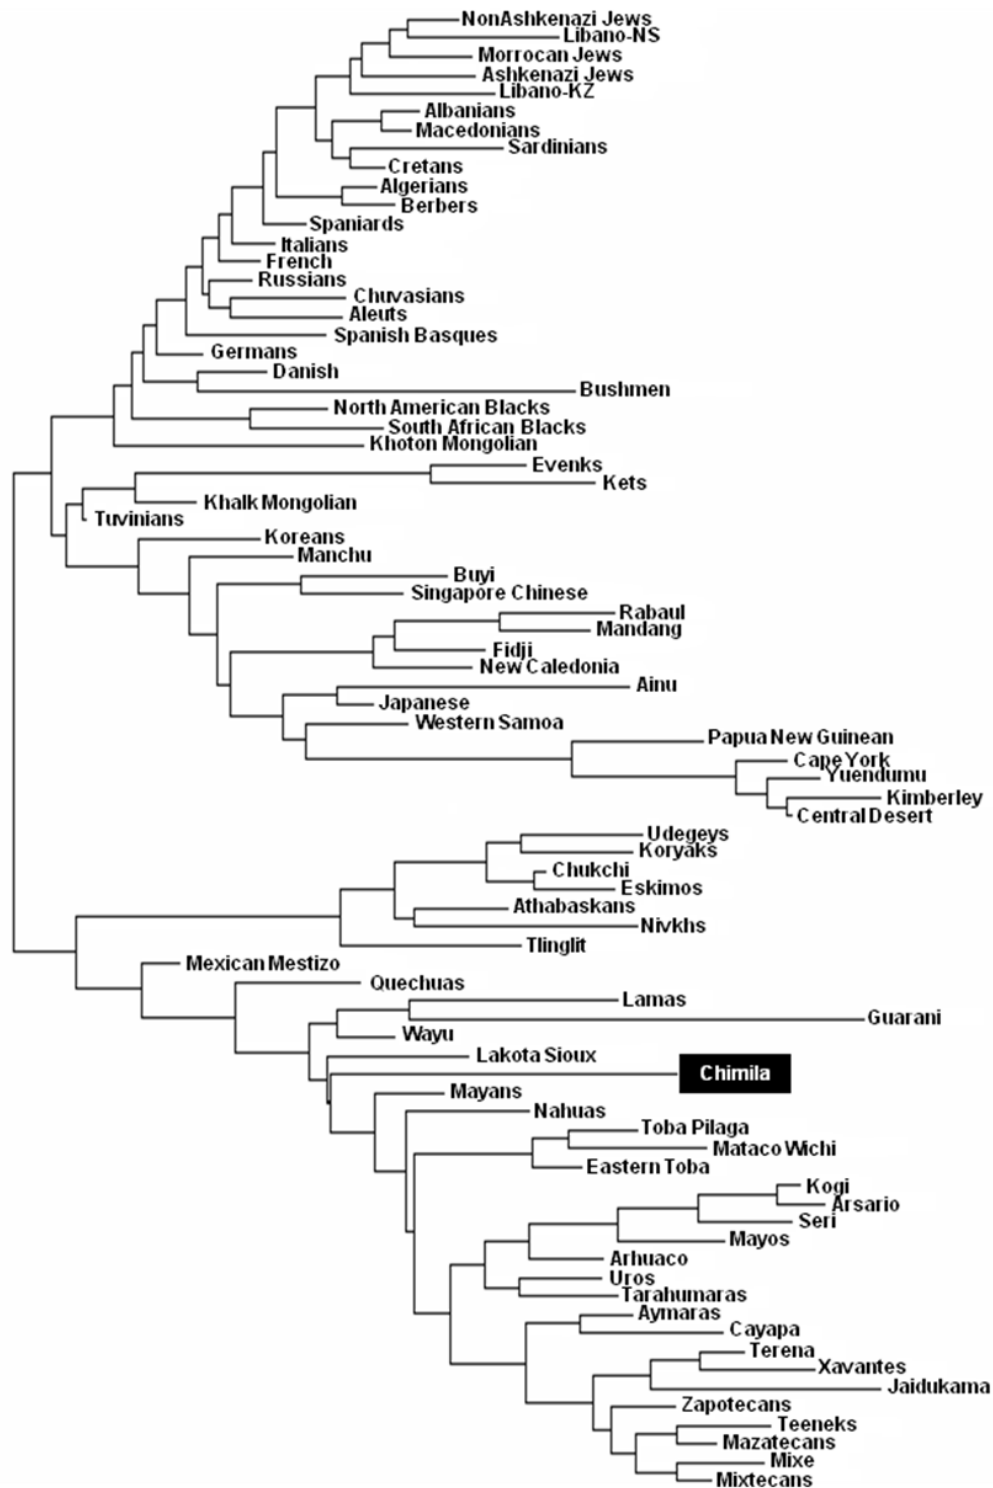 NonAshkenazi Jews
Libano-NS
Morrocan Jews
Ashkenazi Jews
Libano-KZ
Albanians
Macedonians
Sardinians
Cretans
Algerians
Berbers
Spaniards
Italians
French
Russians
Chuvasians
Aleuts
Spanish Basques
Germans
Danish
Bushmen
North American Blacks
South African Blacks
Khoton Mongolian
Evenks
Kets
Khalk Mongolian
Tuvinians
Koreans
Manchu
Buyi
Singapore Chinese
Rabaul
Mandang
Fidji
New Caledonia
Ainu
Japanese
Western Samoa
Papua New Guinean
Cape York
Yuendumu
Kimberley
Central Desert
Udegeys
Koryaks
Chukchi
Eskimos
Athabaskans
Nivkhs
Tlinglit
Mexican Mestizo
Quechuas
Lamas
Guarani
Wayu
Lakota Sioux
Chimila
Mayans
Nahuas
Toba Pilaga
Mataco Wichi
Eastern Toba
Kogi
Arsario
Seri
Mayos
Arhuaco
Uros
Tarahumaras
Aymaras
Cayapa
Terena
Xavantes
Jaidukama
Zapotecans
Teeneks
Mazatecans
Mixe
Mixtecans